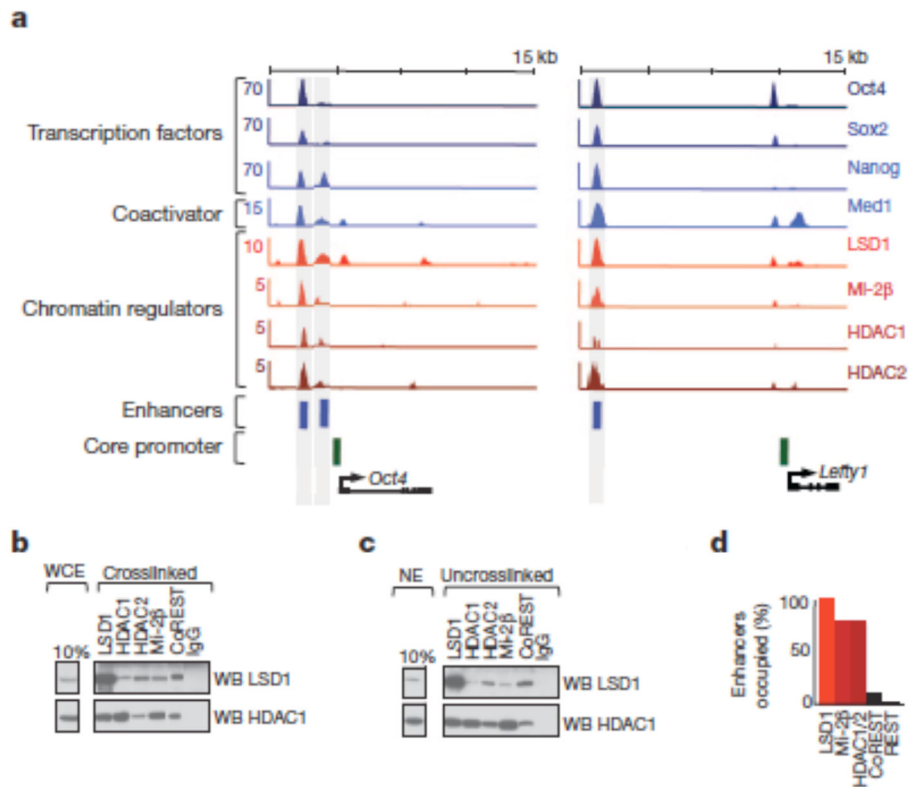 a
15 kb 15 kb
Transcription factors
70 Oct4
70 Sox2
70 Nanog
Coactivator 15 Med1
Chromatin regulators
10 LSD1
5 MI-2β
5 HDAC1
5 HDAC2
Enhancers
Core promoter
Oct4 Lefty1
b
WCE Crosslinked
LSD1
HDAC1
HDAC2
MI-2β
CoREST
IgG
10%
WB LSD1
WB HDAC1
c
NE Uncrosslinked
LSD1
HDAC1
HDAC2
MI-2β
CoREST
IgG
10%
WB LSD1
WB HDAC1
d
Enhancers
occupied (%)
100
50
0
LSD1
Mi-2β
HDAC1/2
CoREST
REST